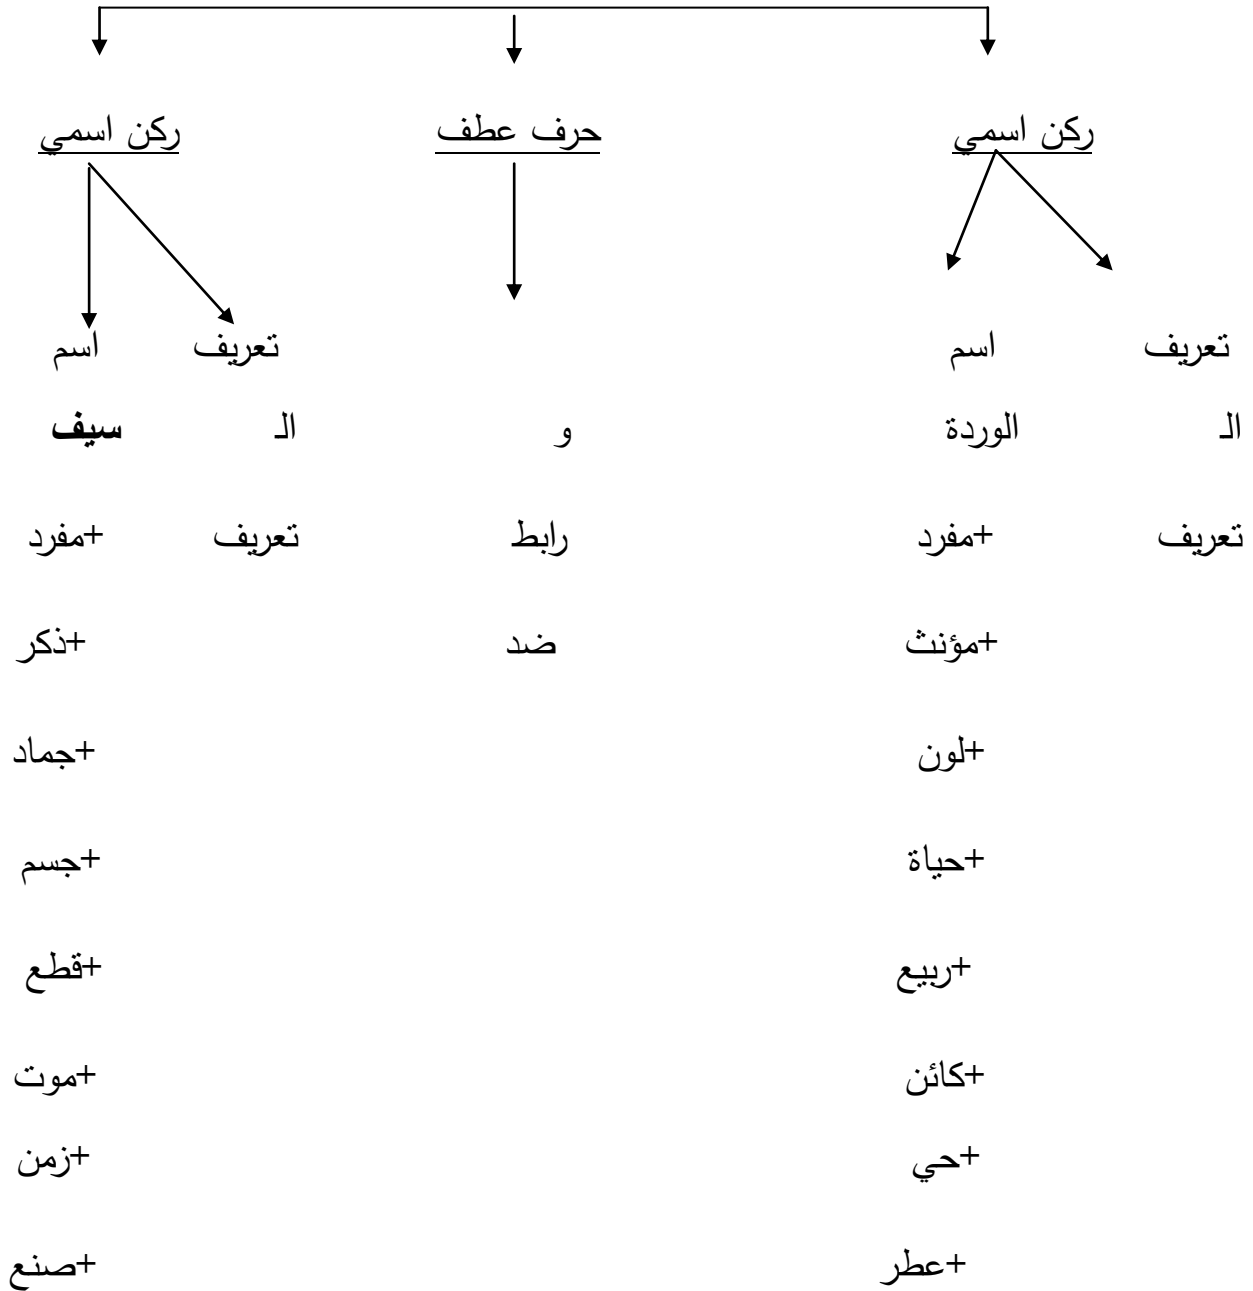 ركن اسمي حرف عطف ركن اسمي
تعريف اسم تعريف اسم
الـ الوردة و الـ سيف
تعريف +مفرد رابط تعريف +مفرد
+مؤنث ضد +ذكر
+لون +جماد
+حياة +جسم
+ربيع +قطع
+كائن +موت
+حي +زمن
+عطر +صنع